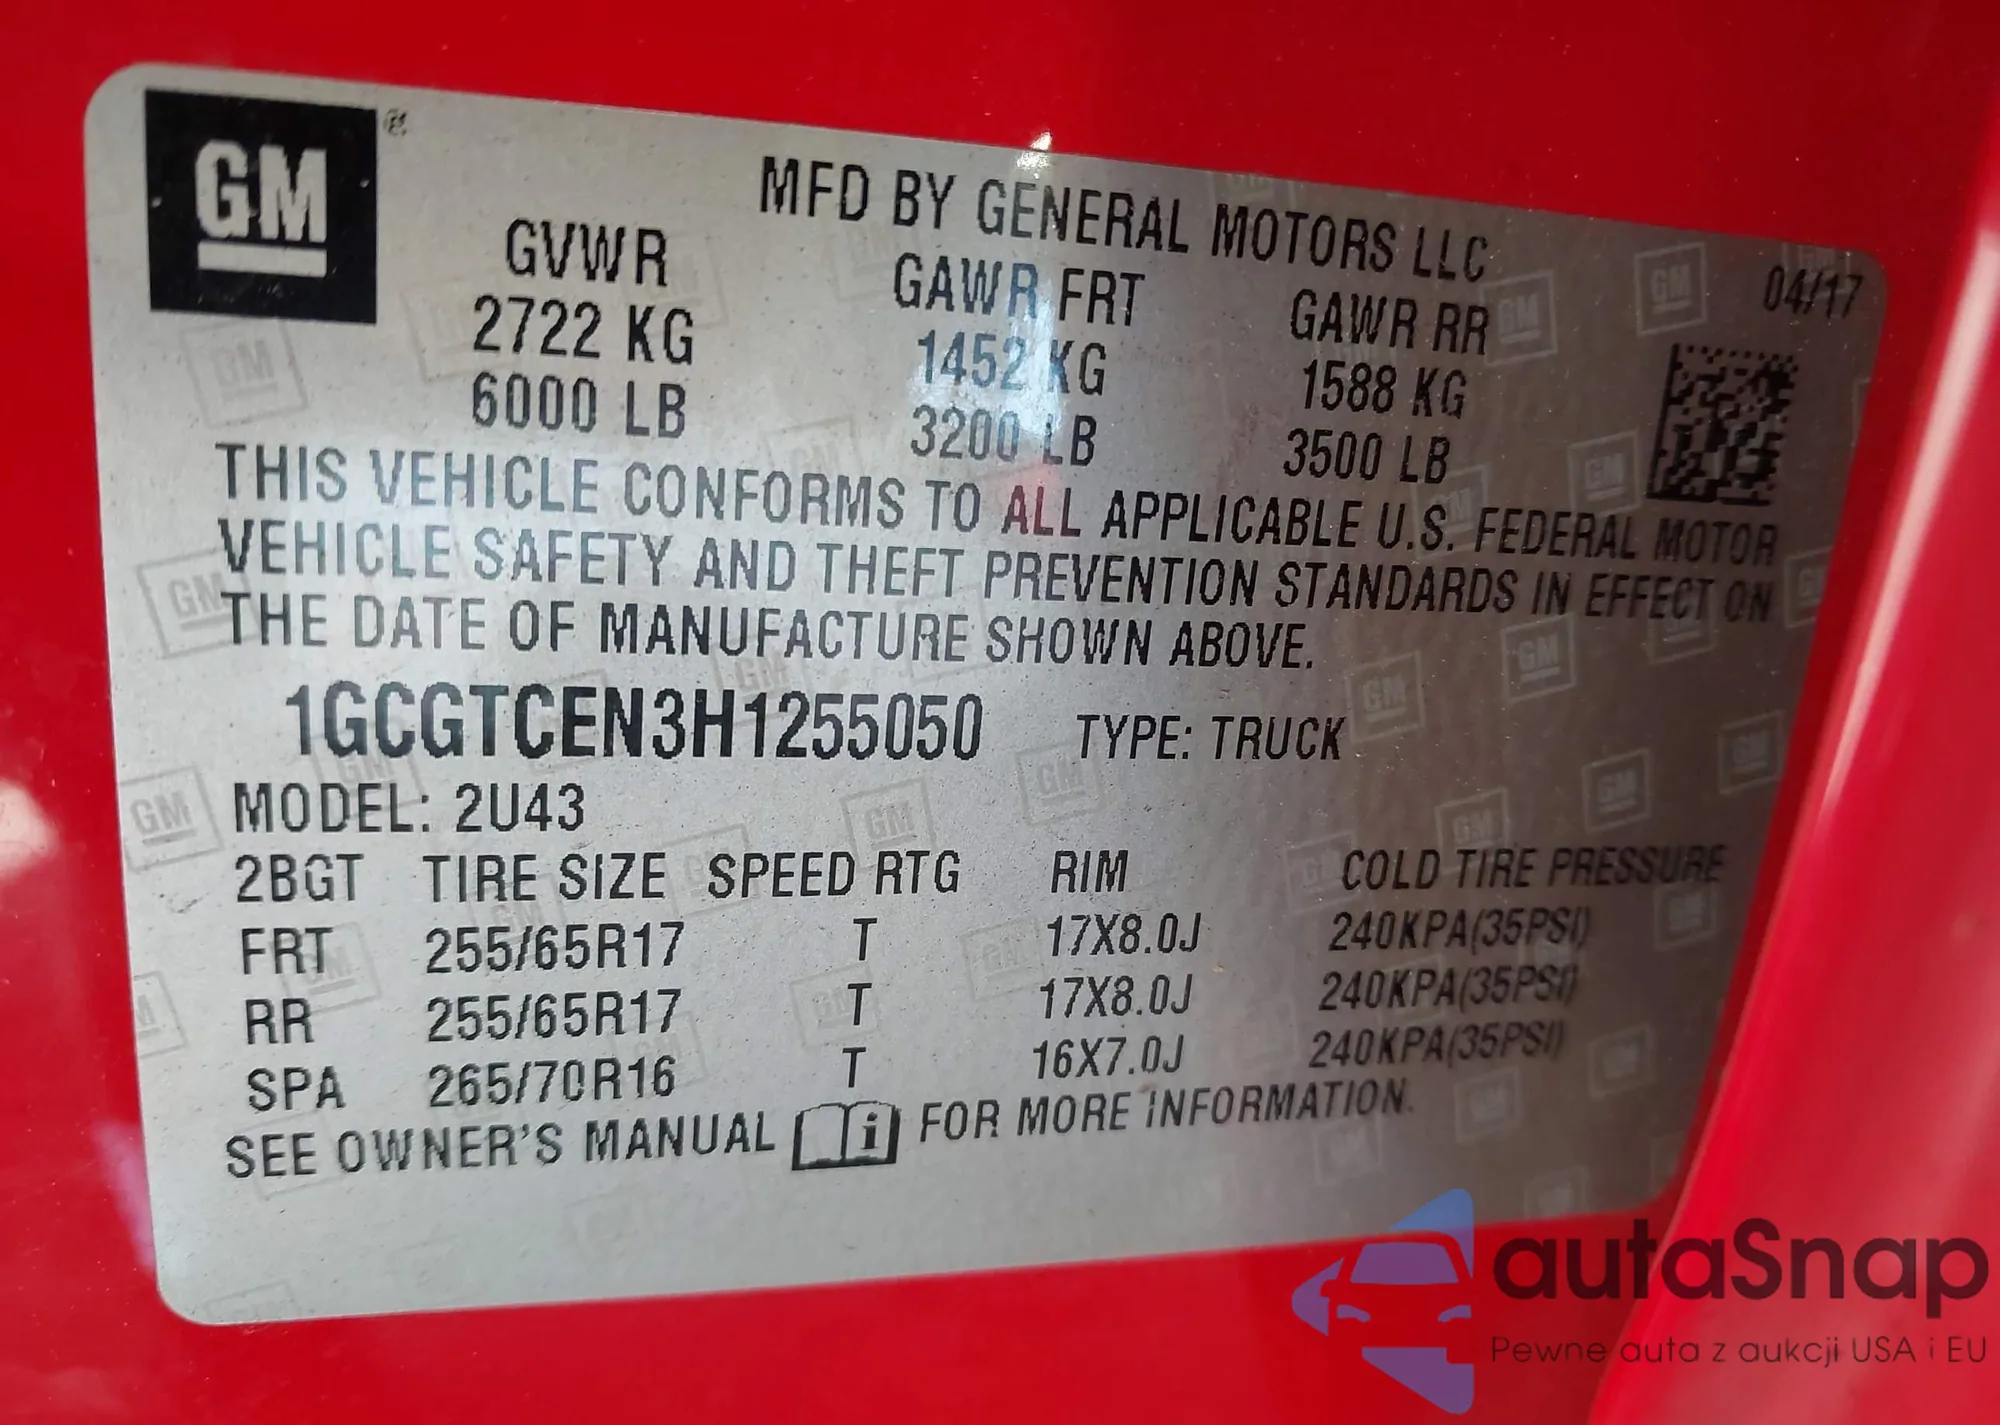 GM
MFD BY GENERAL MOTORS LLC
04/17
GVWR GAWR FRT GAWR RR
2722 KG 1452 KG 1588 KG
6000 LB 3200 LB 3500 LB
THIS VEHICLE CONFORMS TO ALL APPLICABLE U.S. FEDERAL MOTOR
VEHICLE SAFETY AND THEFT PREVENTION STANDARDS IN EFFECT ON
THE DATE OF MANUFACTURE SHOWN ABOVE.
1GCGTCEN3H1255050 TYPE: TRUCK
MODEL: 2U43
2BGT TIRE SIZE SPEED RTG RIM COLD TIRE PRESSURE
FRT 255/65R17 T 17X8.0J 240KPA(35PSI)
RR 255/65R17 T 17X8.0J 240KPA(35PSI)
SPA 265/70R16 T 16X7.0J 240KPA(35PSI)
SEE OWNER'S MANUAL i FOR MORE INFORMATION.
autaSnap
Pewne auta z aukcji USA i EU